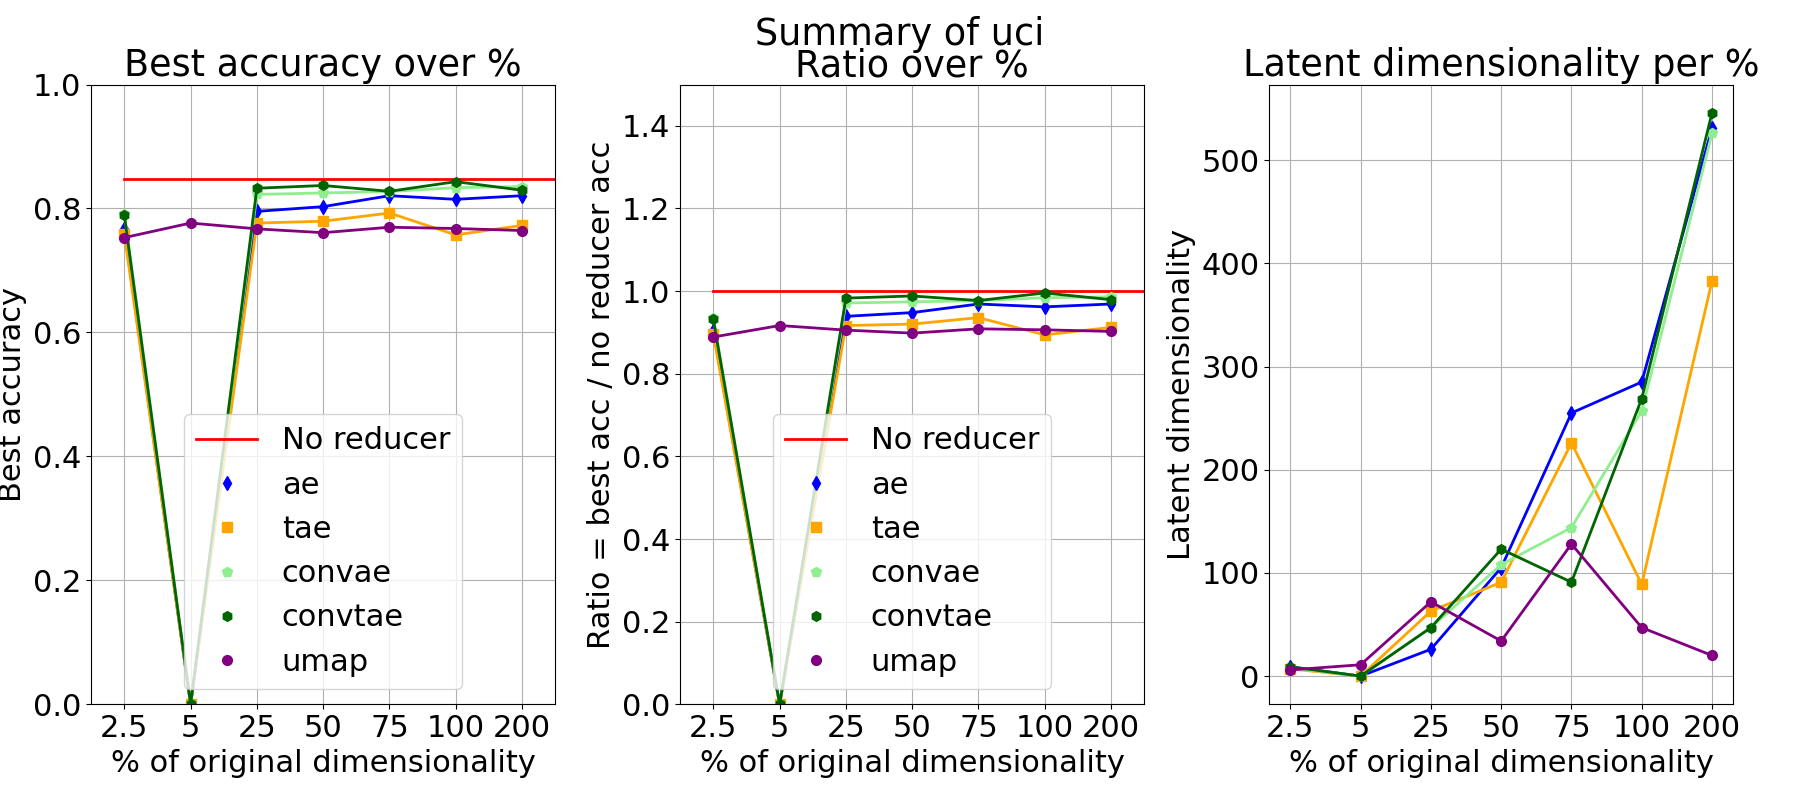 Summary of uci
Best accuracy over %
Best accuracy
1.0
0.8
0.6
0.4
0.2
0.0
No reducer
ae
tae
convae
convtae
umap
2.5 5 25 50 75 100 200
% of original dimensionality
Ratio over %
Ratio = best acc / no reducer acc
1.4
1.2
1.0
0.8
0.6
0.4
0.2
0.0
No reducer
ae
tae
convae
convtae
umap
2.5 5 25 50 75 100 200
% of original dimensionality
Latent dimensionality per %
Latent dimensionality
500
400
300
200
100
0
2.5 5 25 50 75 100 200
% of original dimensionality